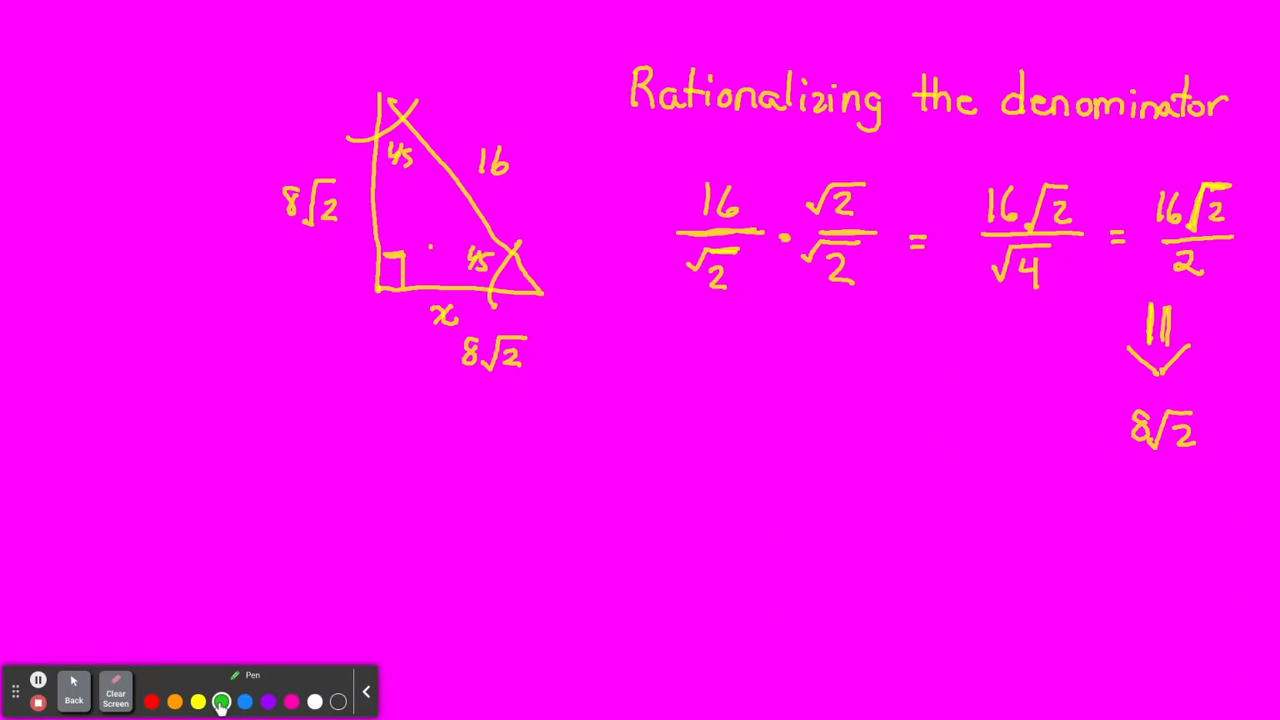 Rationalizing the denominator
45
16
8√2
45
x
8√2
16/√2 · √2/√2 = 16√2/√4 = 16√2/2
8√2
Pen
Back
Clear
Screen